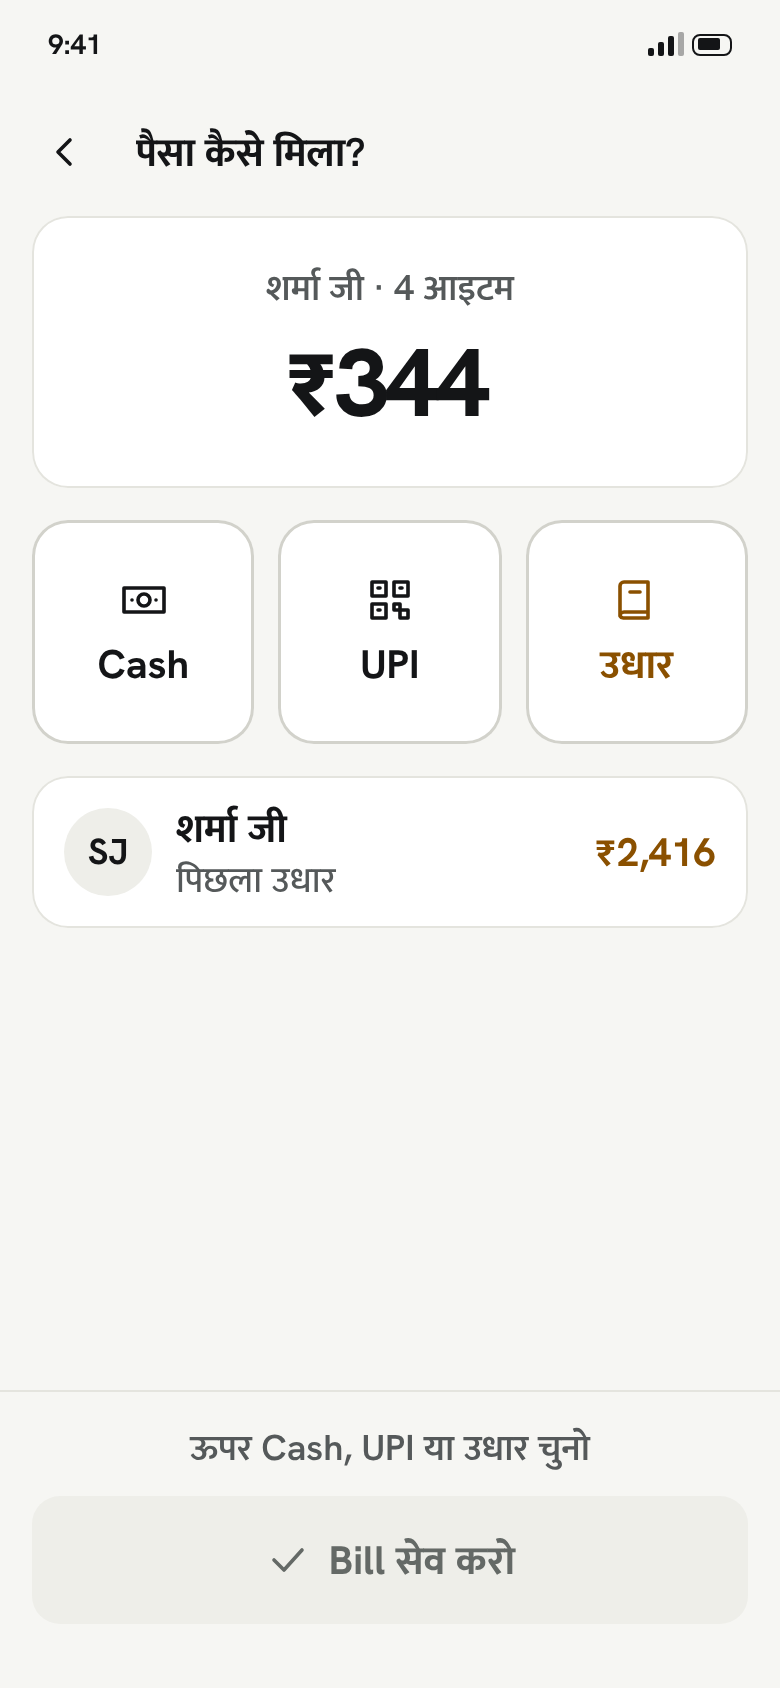 9:41
पैसा कैसे मिला?
शर्मा जी · 4 आइटम
₹344
Cash
UPI
उधार
SJ
शर्मा जी
पिछला उधार
₹2,416
ऊपर Cash, UPI या उधार चुनो
Bill सेव करो